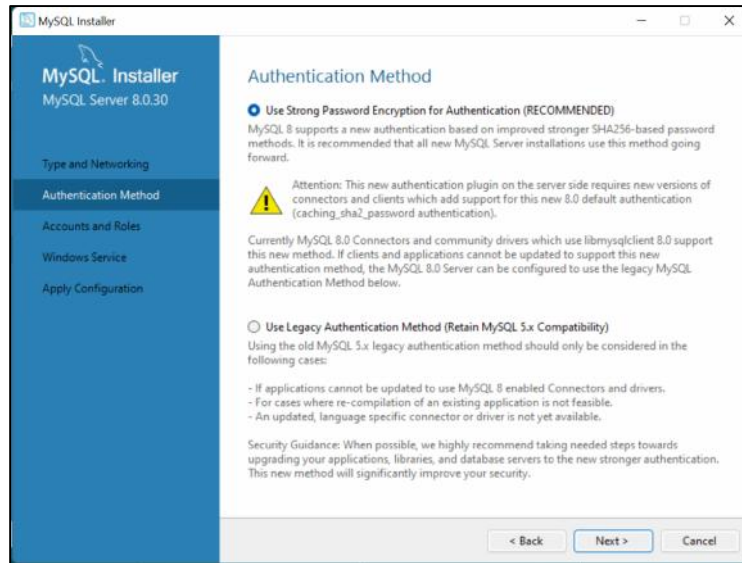 MySQL Installer
MySQL. Installer
MySQL Server 8.0.30
Type and Networking
Authentication Method
Accounts and Roles
Windows Service
Apply Configuration
Authentication Method
Use Strong Password Encryption for Authentication (RECOMMENDED)
MySQL 8 supports a new authentication based on improved stronger SHA256-based password
methods. It is recommended that all new MySQL Server installations use this method going
forward.
Attention: This new authentication plugin on the server side requires new versions of
connectors and clients which add support for this new 8.0 default authentication
(caching_sha2_password authentication).
Currently MySQL 8.0 Connectors and community drivers which use libmysqlclient 8.0 support
this new method. If clients and applications cannot be updated to support this new
authentication method, the MySQL 8.0 Server can be configured to use the legacy MySQL
Authentication Method below.
Use Legacy Authentication Method (Retain MySQL 5.x Compatibility)
Using the old MySQL 5.x legacy authentication method should only be considered in the
following cases:
- If applications cannot be updated to use MySQL 8 enabled Connectors and drivers.
- For cases where re-compilation of an existing application is not feasible.
- An updated, language specific connector or driver is not yet available.
Security Guidance: When possible, we highly recommend taking needed steps towards
upgrading your applications, libraries, and database servers to the new stronger authentication.
This new method will significantly improve your security.
< Back Next > Cancel